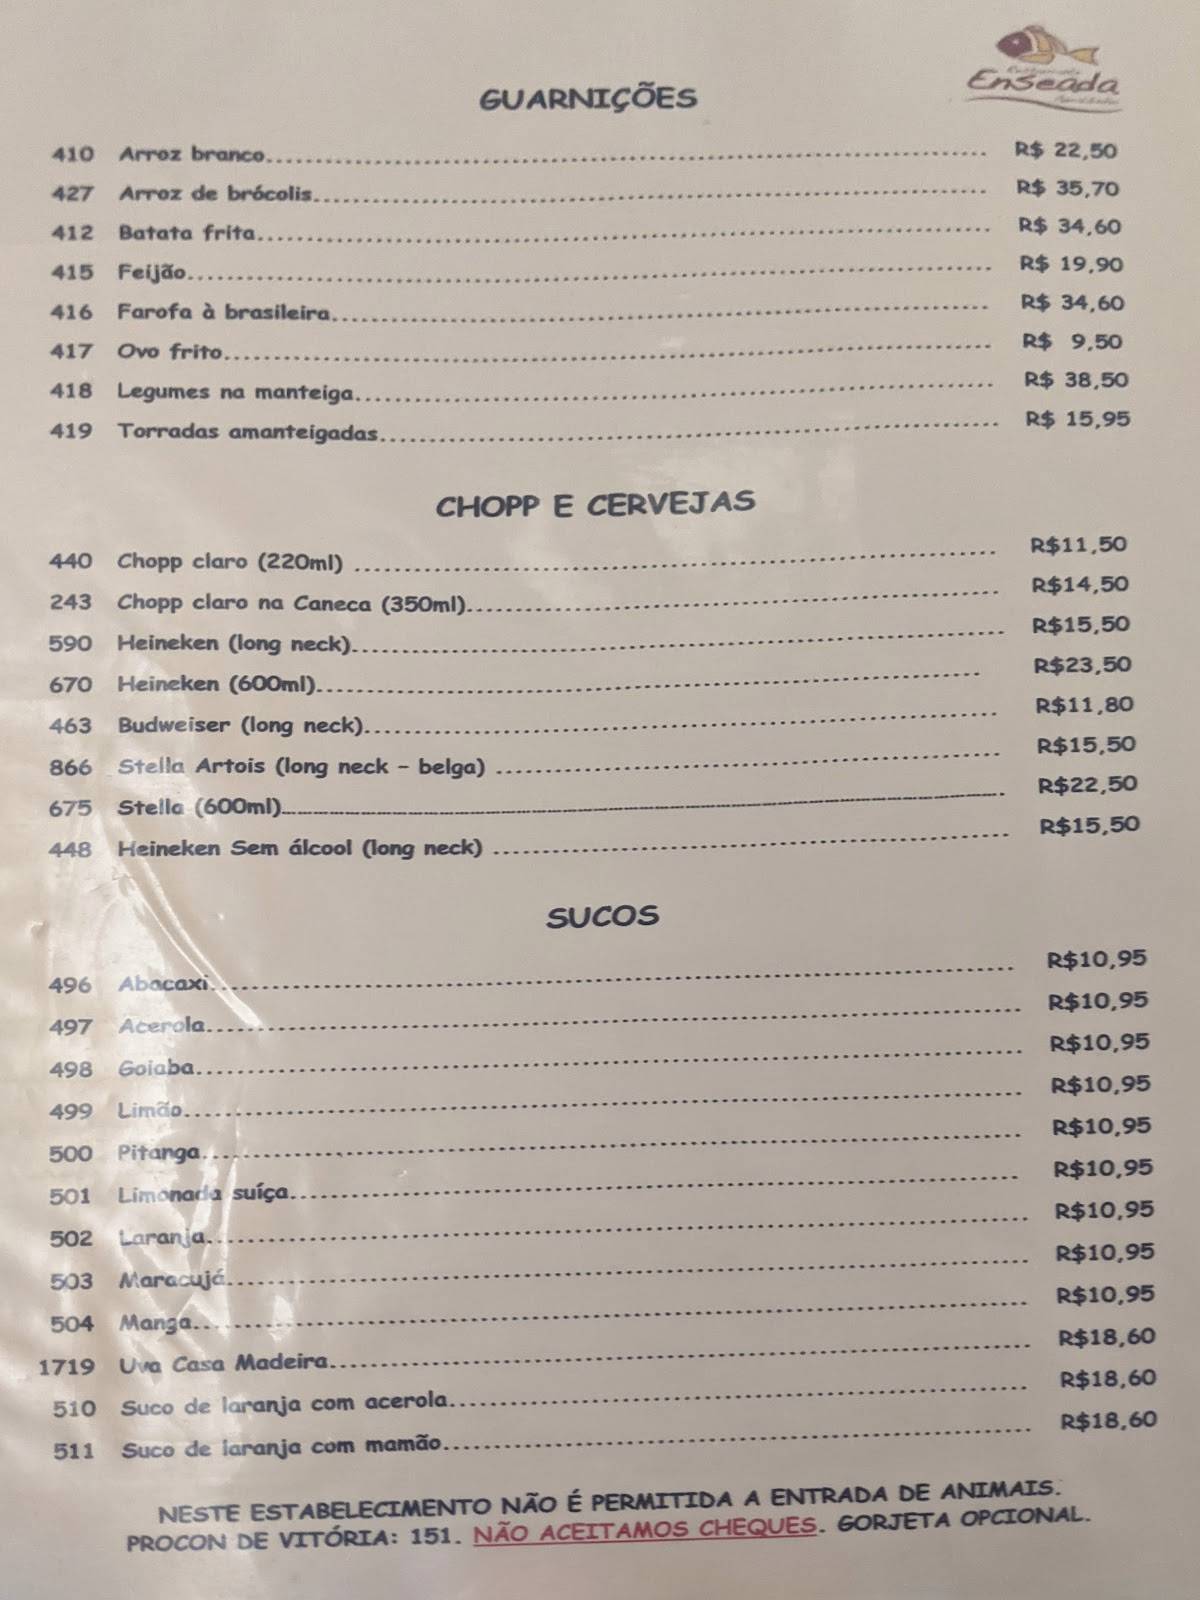 Enseada
GUARNIÇÕES
410 Arroz branco R$ 22,50
427 Arroz de brócolis R$ 35,70
412 Batata frita R$ 34,60
415 Feijão R$ 19,90
416 Farofa à brasileira R$ 34,60
417 Ovo frito R$ 9,50
418 Legumes na manteiga R$ 38,50
419 Torradas amanteigadas R$ 15,95
CHOPP E CERVEJAS
440 Chopp claro (220ml) R$11,50
243 Chopp claro na Caneca (350ml) R$14,50
590 Heineken (long neck) R$15,50
670 Heineken (600ml) R$23,50
463 Budweiser (long neck) R$11,80
866 Stella Artois (long neck – belga) R$15,50
675 Stella (600ml) R$22,50
448 Heineken Sem álcool (long neck) R$15,50
SUCOS
496 Abacaxi R$10,95
497 Acerola R$10,95
498 Goiaba R$10,95
499 Limão R$10,95
500 Pitanga R$10,95
501 Limonada suíça R$10,95
502 Laranja R$10,95
503 Maracujá R$10,95
504 Manga R$10,95
1719 Uva Casa Madeira R$18,60
510 Suco de laranja com acerola R$18,60
511 Suco de laranja com mamão R$18,60
NESTE ESTABELECIMENTO NÃO É PERMITIDA A ENTRADA DE ANIMAIS.
PROCON DE VITÓRIA: 151. NÃO ACEITAMOS CHEQUES. GORJETA OPCIONAL.